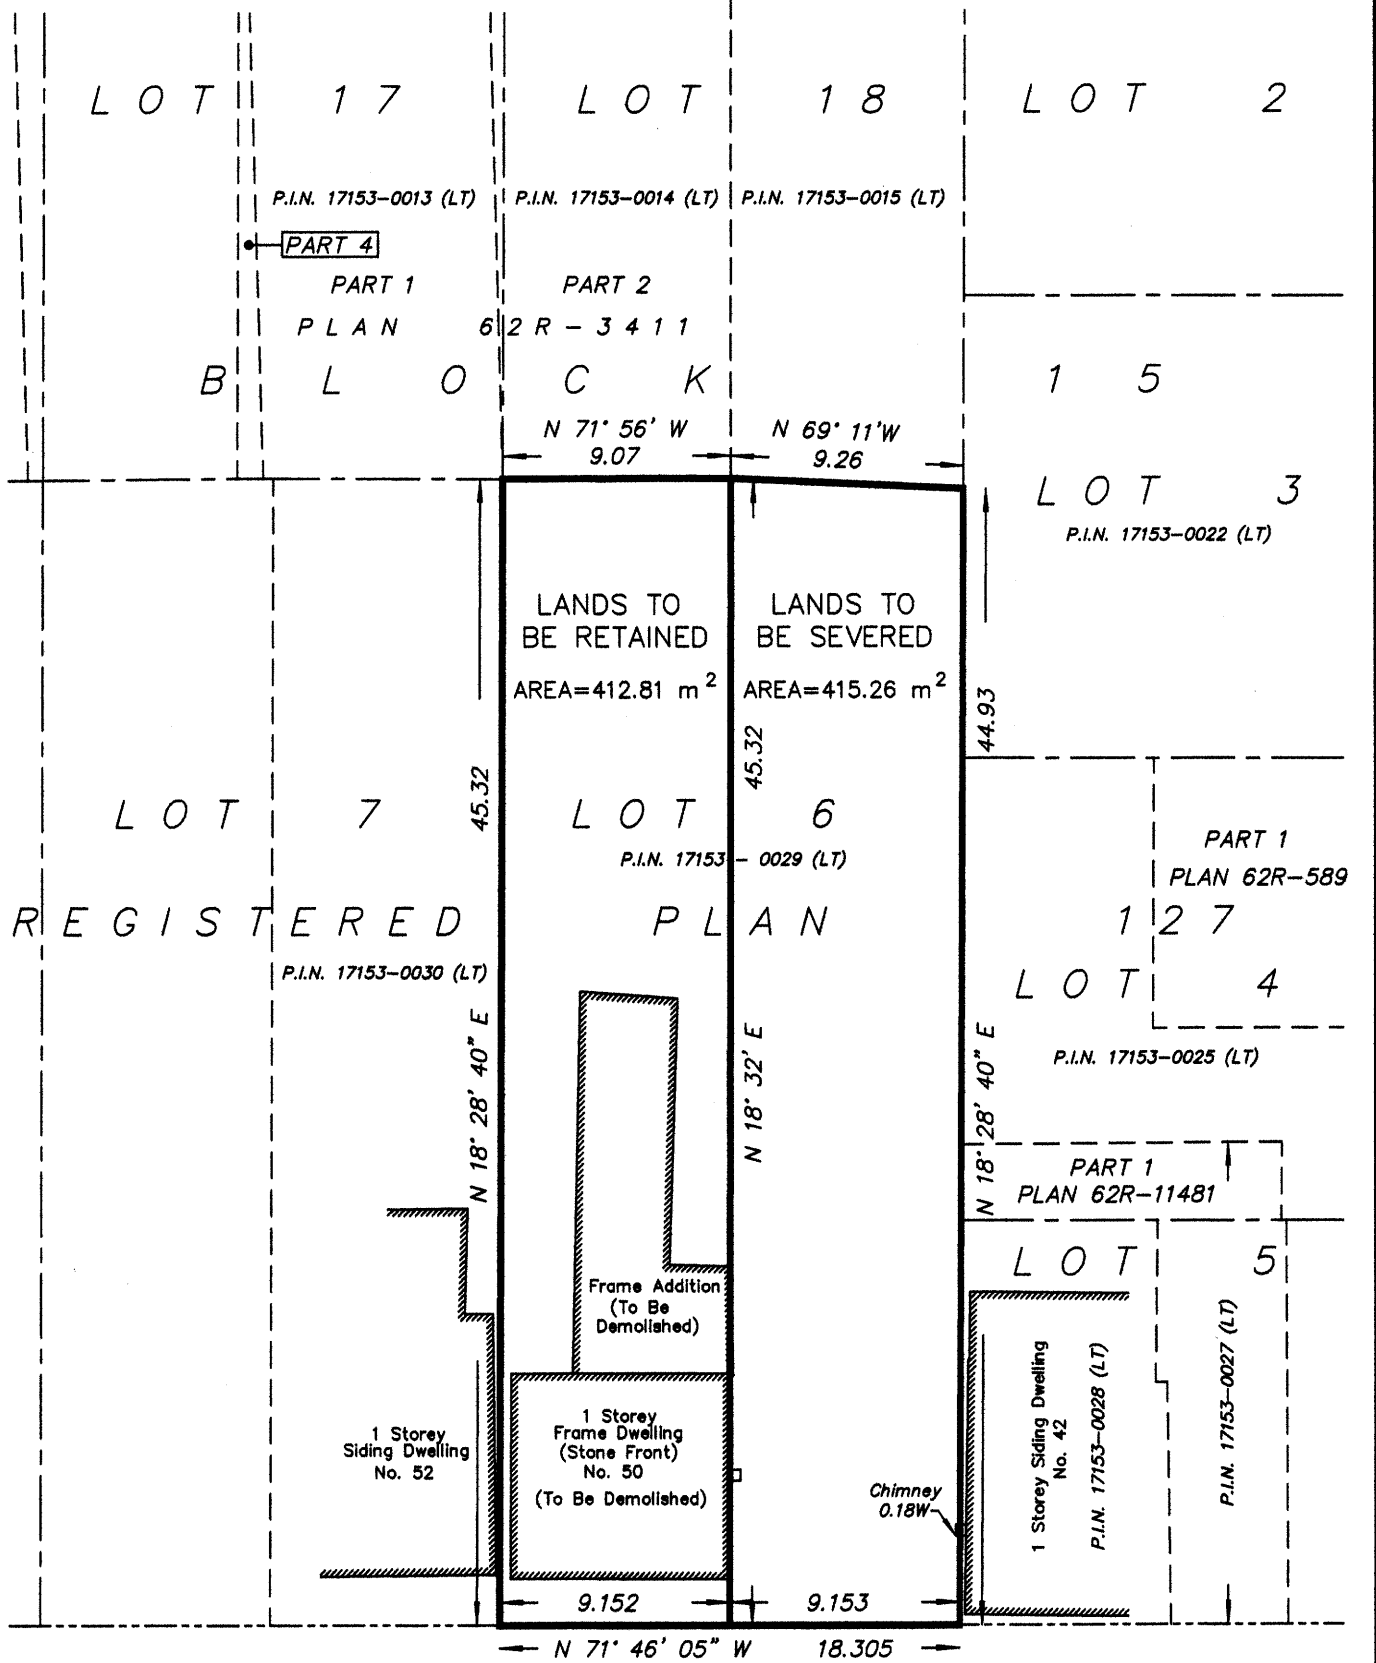 LOT 17
LOT 18
LOT 2
P.I.N. 17153-0013 (LT)
P.I.N. 17153-0014 (LT)
P.I.N. 17153-0015 (LT)
PART 4
PART 1
PART 2
PLAN 62R-3411
BLOCK 15
N 71° 56' W
9.07
N 69° 11'W
9.26
LOT 3
P.I.N. 17153-0022 (LT)
LANDS TO
BE RETAINED
AREA=412.81 m²
LANDS TO
BE SEVERED
AREA=415.26 m²
45.32
45.32
44.93
LOT 7
LOT 6
P.I.N. 17153-0029 (LT)
PART 1
PLAN 62R-589
REGISTERED PLAN 127
P.I.N. 17153-0030 (LT)
LOT 4
P.I.N. 17153-0025 (LT)
N 18° 28' 40" E
N 18° 32' E
N 18° 28' 40" E
PART 1
PLAN 62R-11481
LOT 5
Frame Addition
(To Be
Demolished)
1 Storey
Siding Dwelling
No. 52
1 Storey
Frame Dwelling
(Stone Front)
No. 50
(To Be Demolished)
Chimney
0.18W
1 Storey Siding Dwelling
No. 42
P.I.N. 17153-0028 (LT)
P.I.N. 17153-0027 (LT)
9.152
9.153
N 71° 46' 05" W 18.305